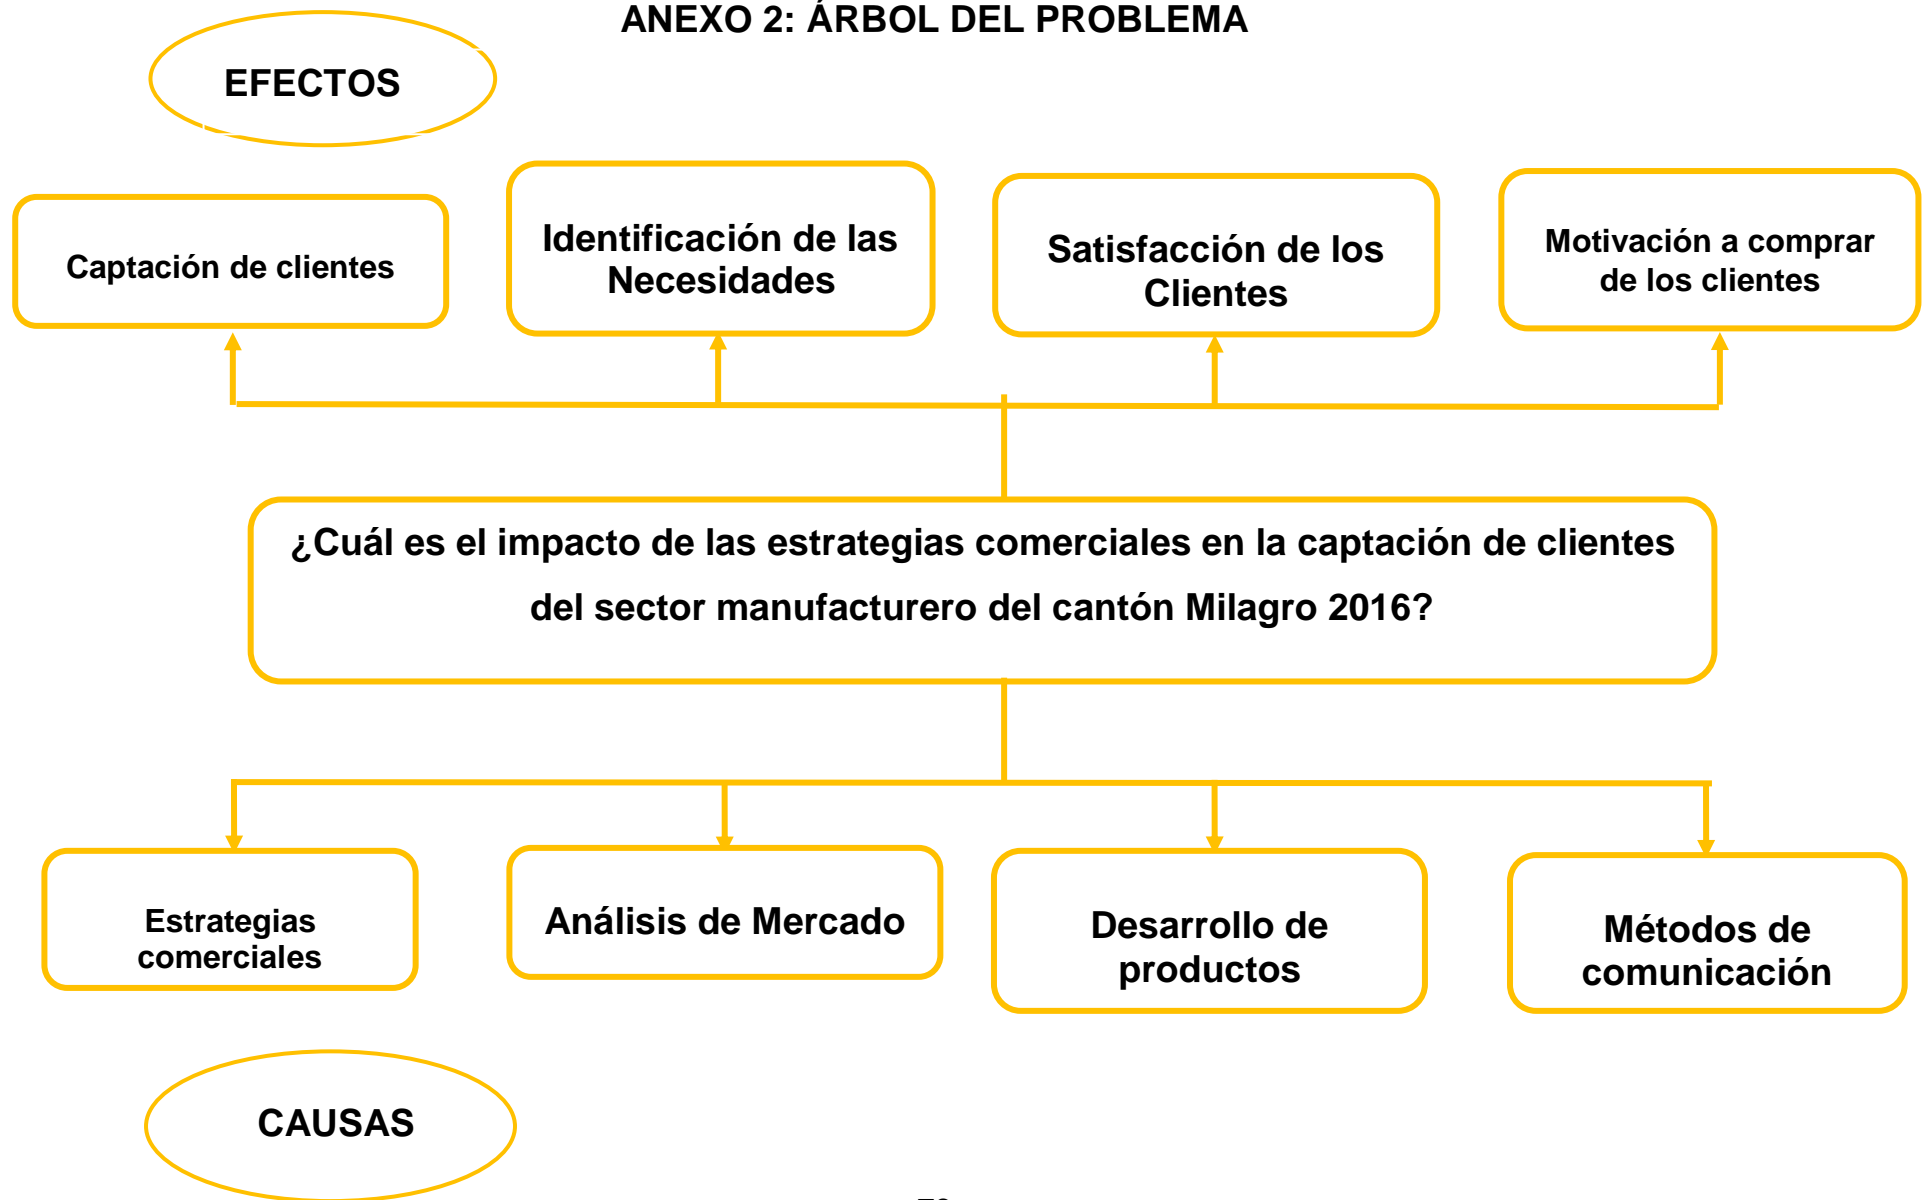 ANEXO 2: ÁRBOL DEL PROBLEMA
EFECTOS
Captación de clientes
Identificación de las
Necesidades
Satisfacción de los
Clientes
Motivación a comprar
de los clientes
¿Cuál es el impacto de las estrategias comerciales en la captación de clientes
del sector manufacturero del cantón Milagro 2016?
Estrategias
comerciales
Análisis de Mercado
Desarrollo de
productos
Métodos de
comunicación
CAUSAS